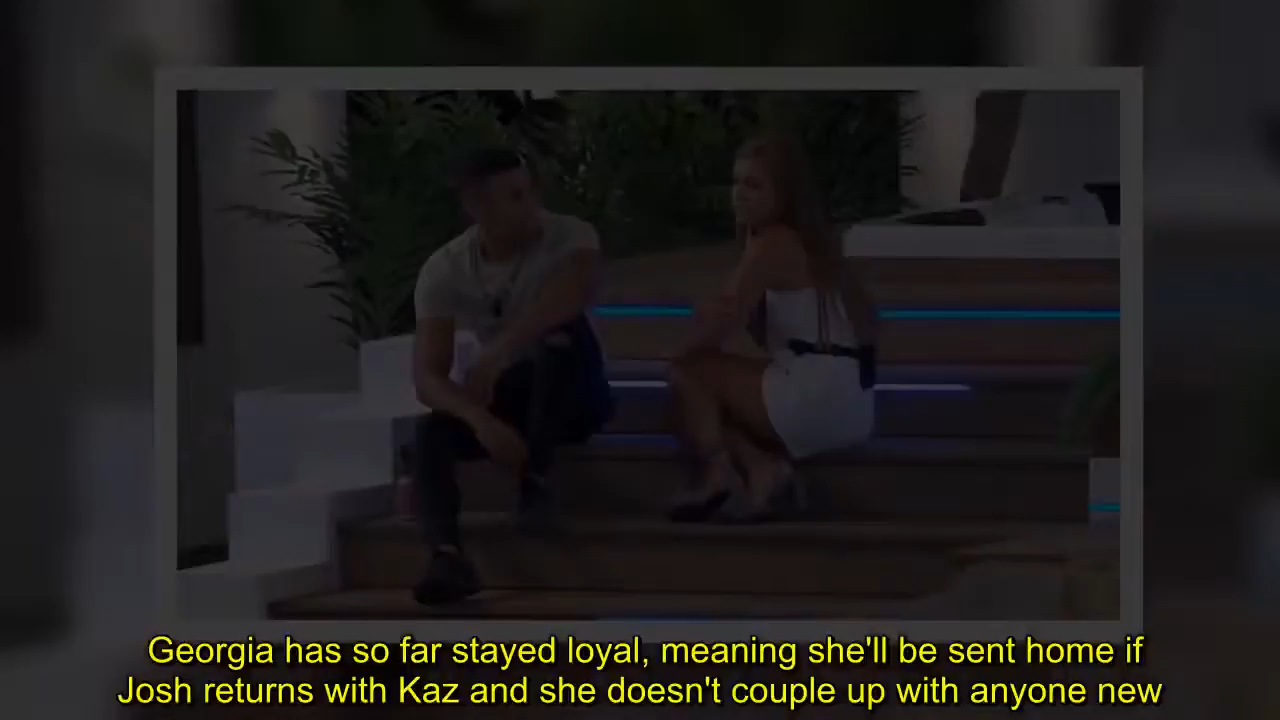 Georgia has so far stayed loyal, meaning she'll be sent home if
Josh returns with Kaz and she doesn't couple up with anyone new